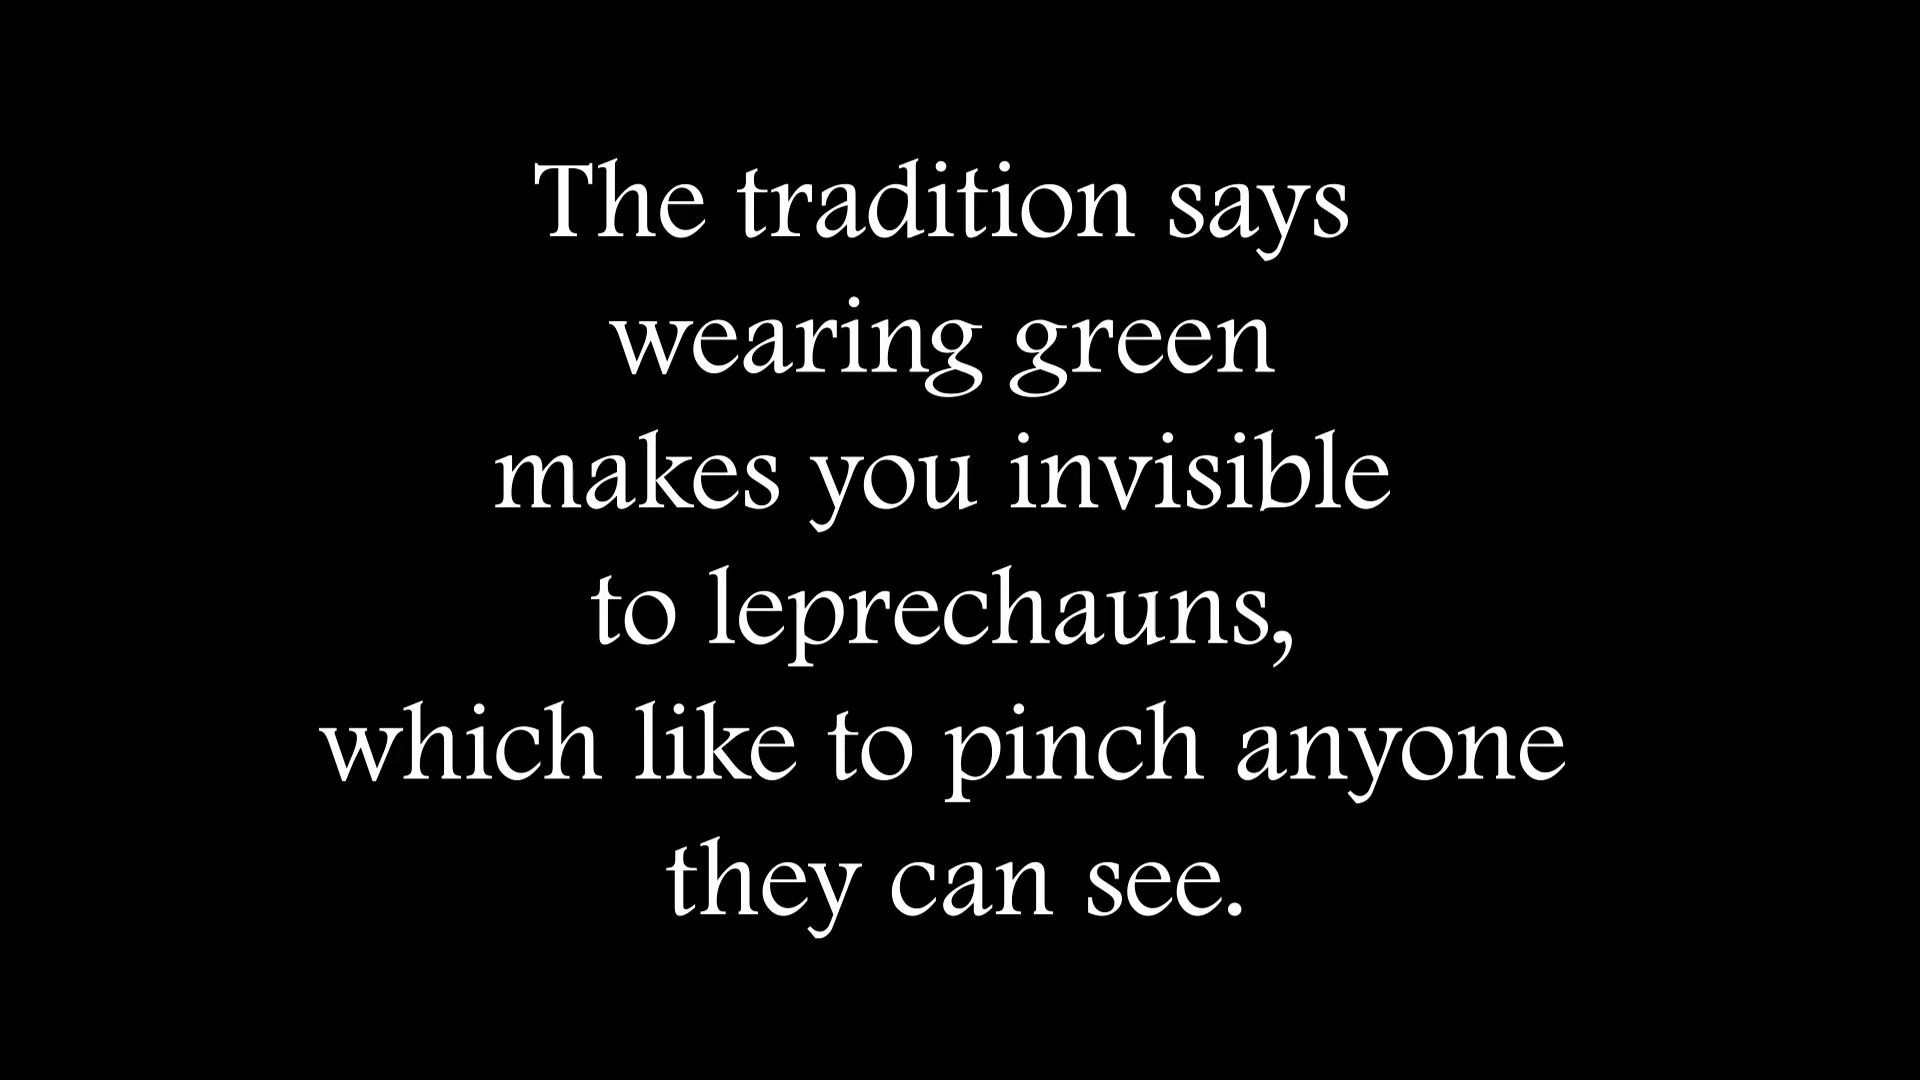 The tradition says
wearing green
makes you invisible
to leprechauns,
which like to pinch anyone
they can see.